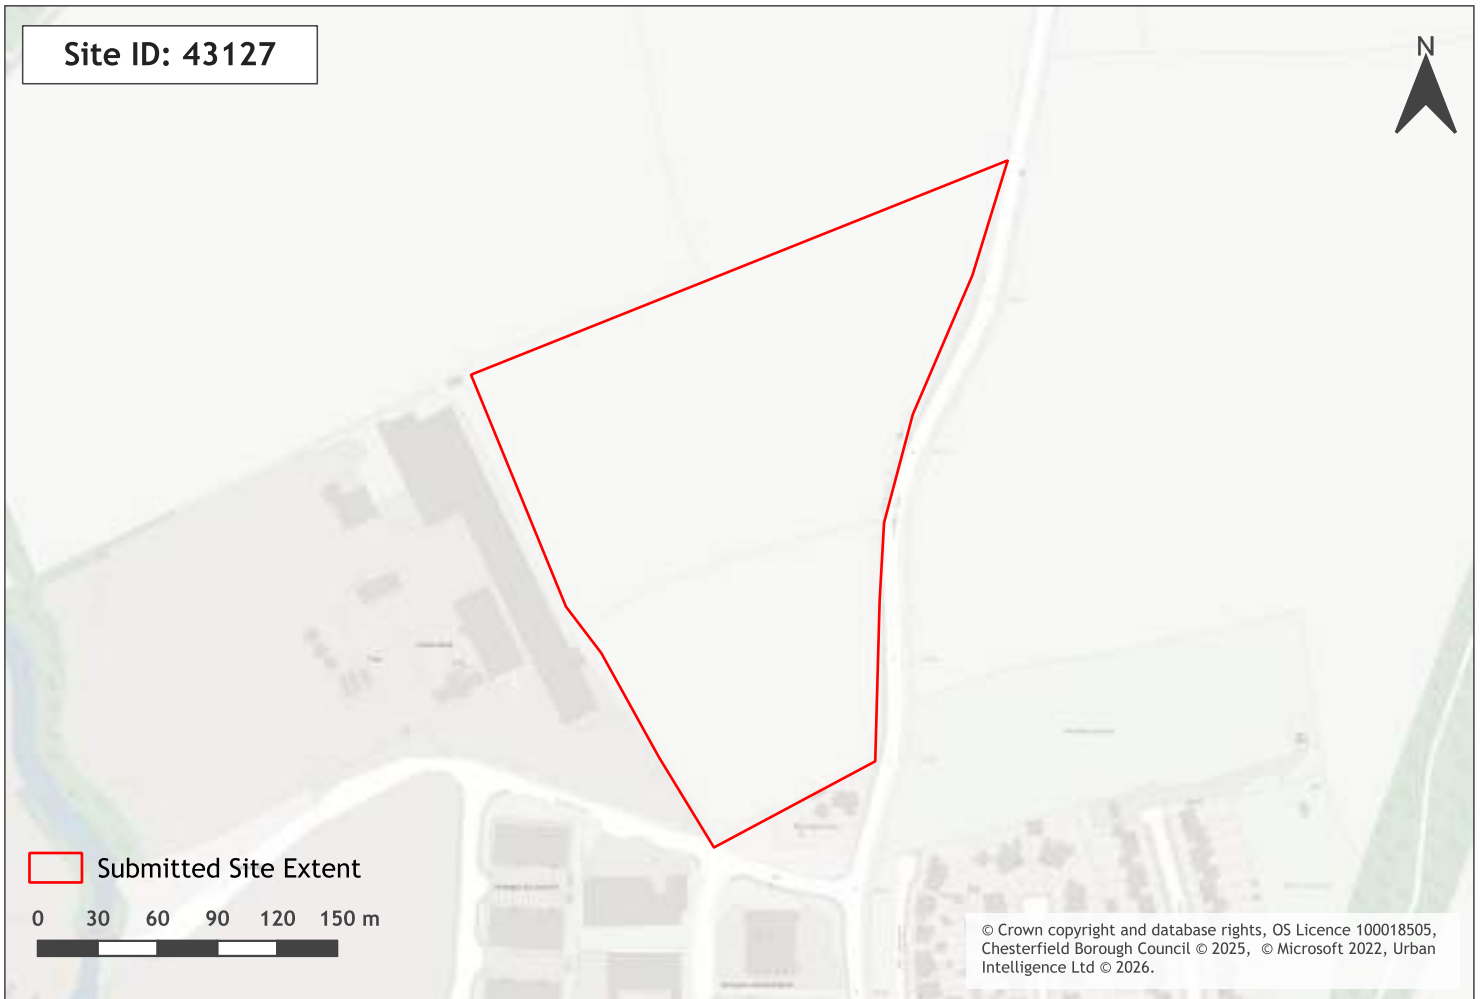 Site ID: 43127
N
Submitted Site Extent
0 30 60 90 120 150 m
© Crown copyright and database rights, OS Licence 100018505,
Chesterfield Borough Council © 2025, © Microsoft 2022, Urban
Intelligence Ltd © 2026.